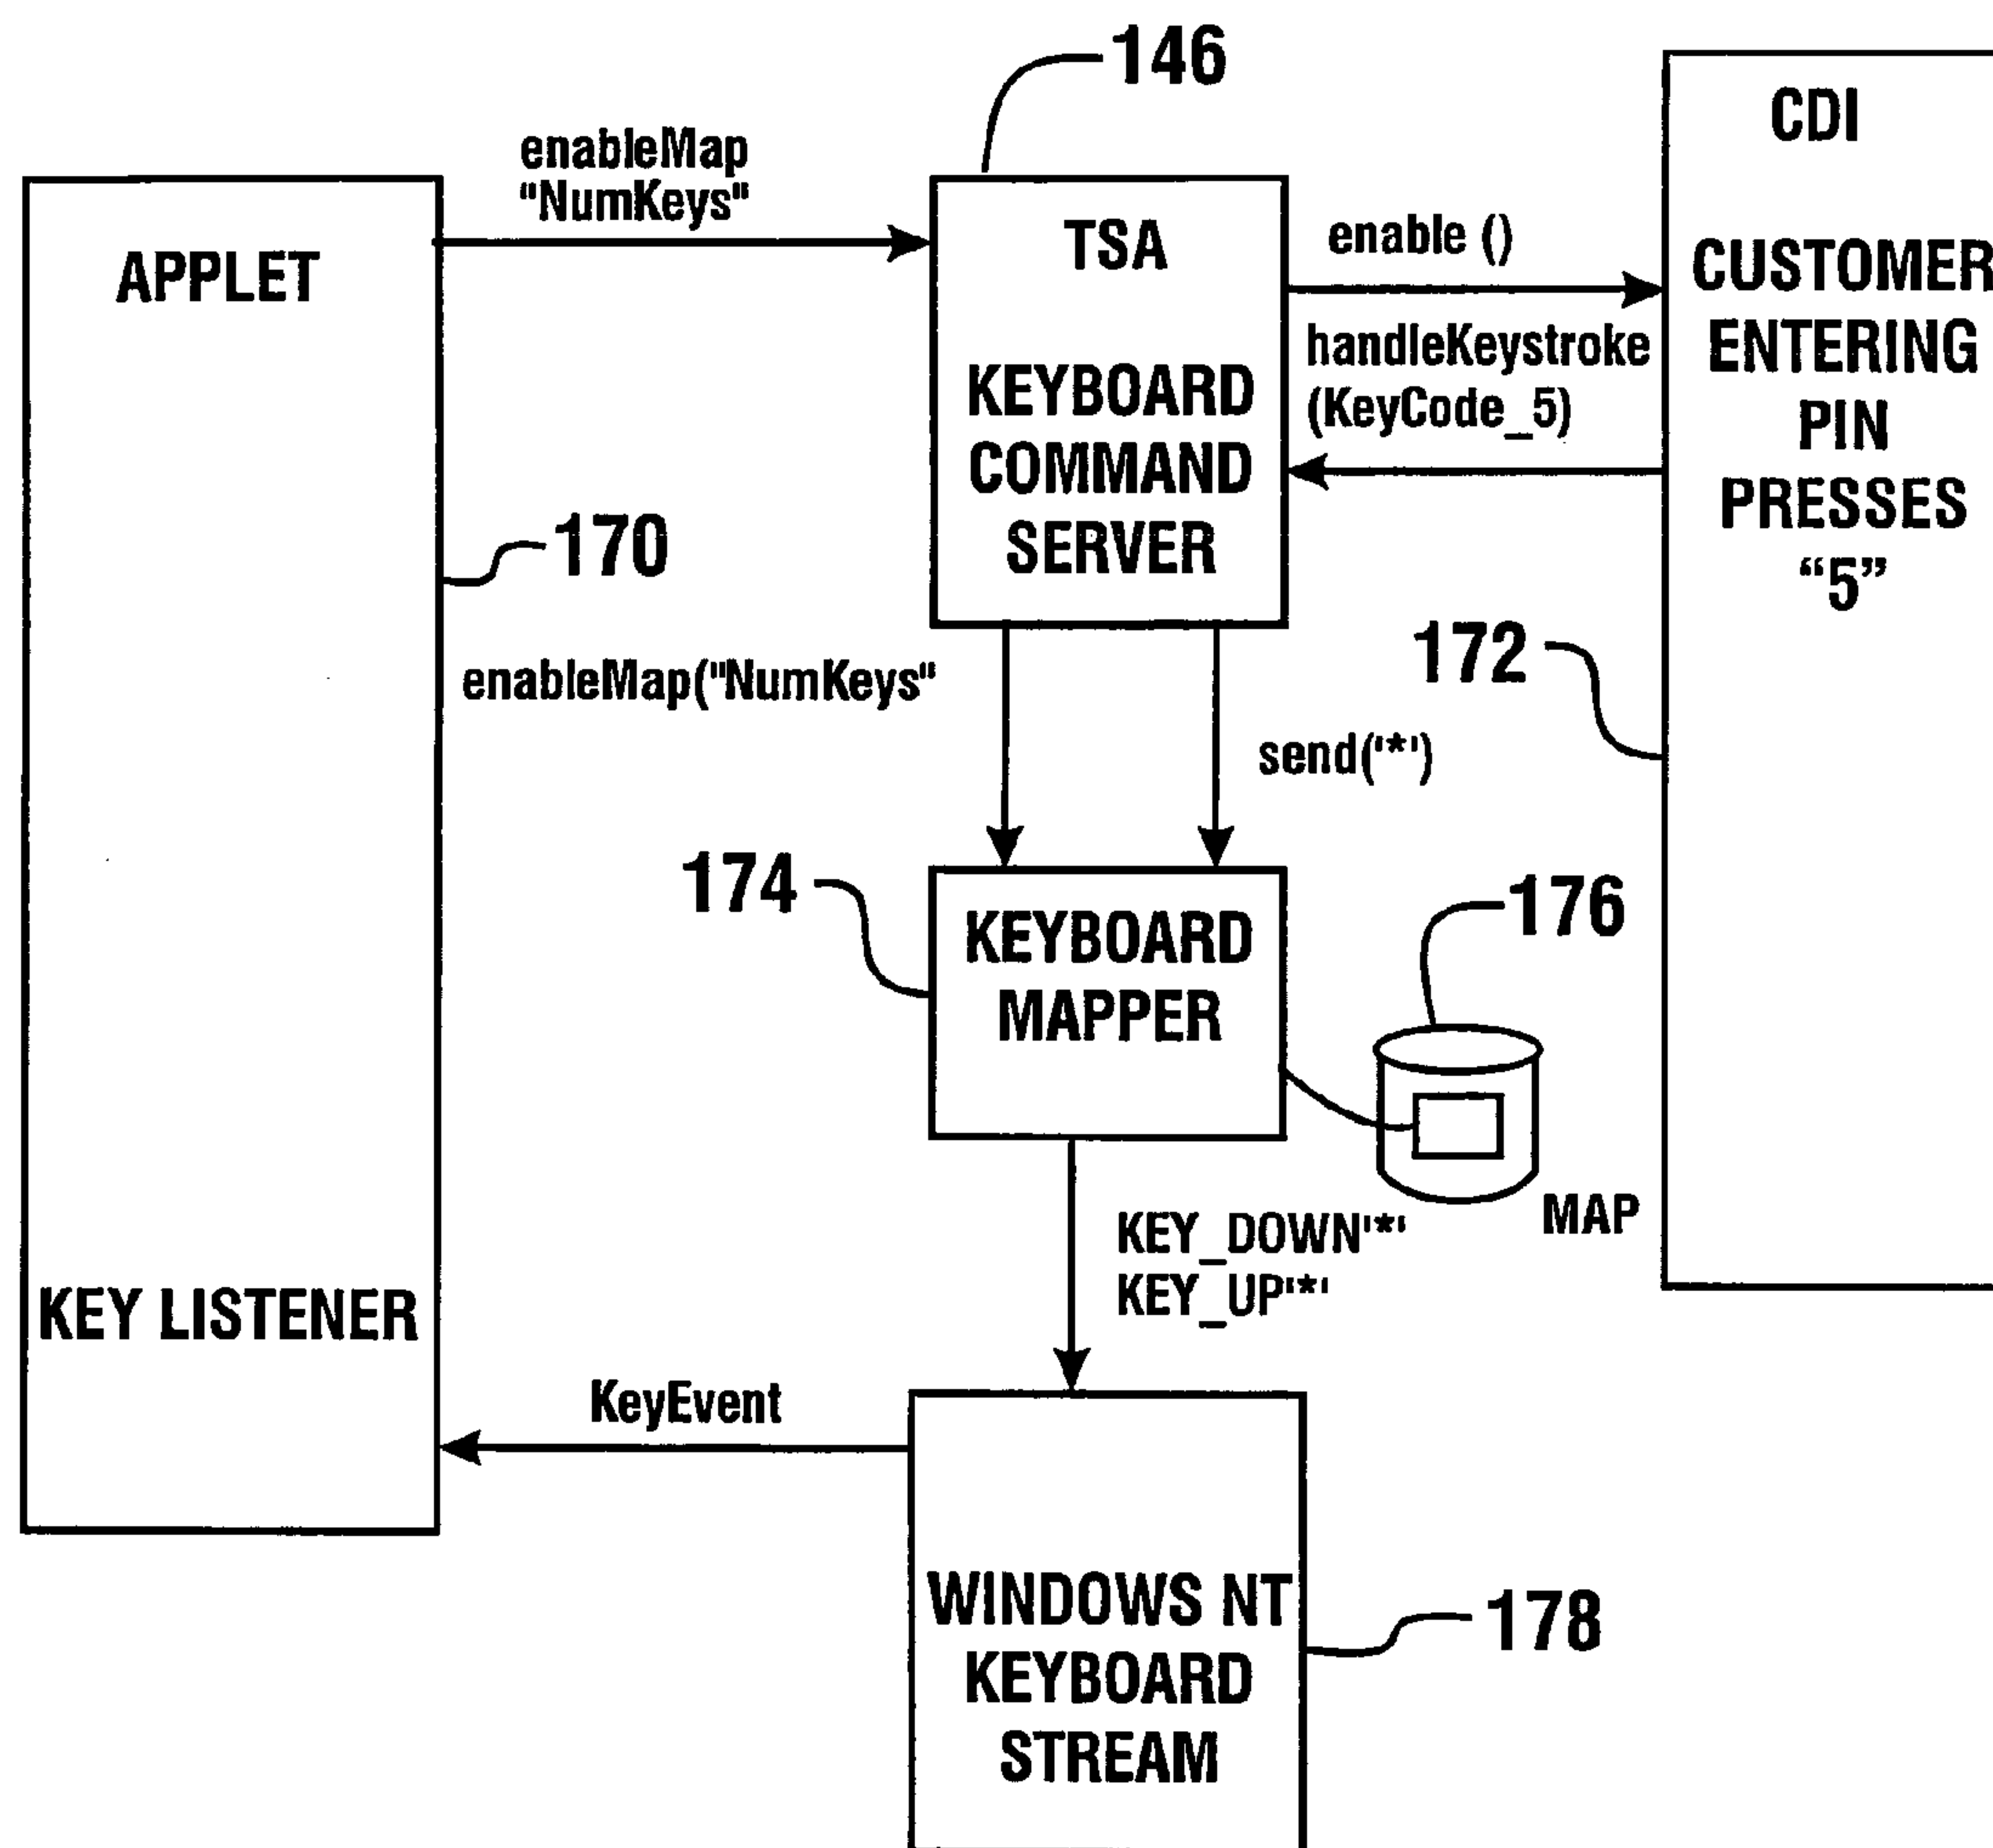 146
CDI
enableMap
"NumKeys"
APPLET
TSA
enable ()
CUSTOMER
ENTERING
PIN
PRESSES
“5”
KEYBOARD
COMMAND
SERVER
handleKeystroke
(KeyCode_5)
170
172
enableMap("NumKeys"
send('*')
174
KEYBOARD
MAPPER
176
MAP
KEY_DOWN'*'
KEY_UP'*'
KEY LISTENER
KeyEvent
WINDOWS NT
KEYBOARD
STREAM
178